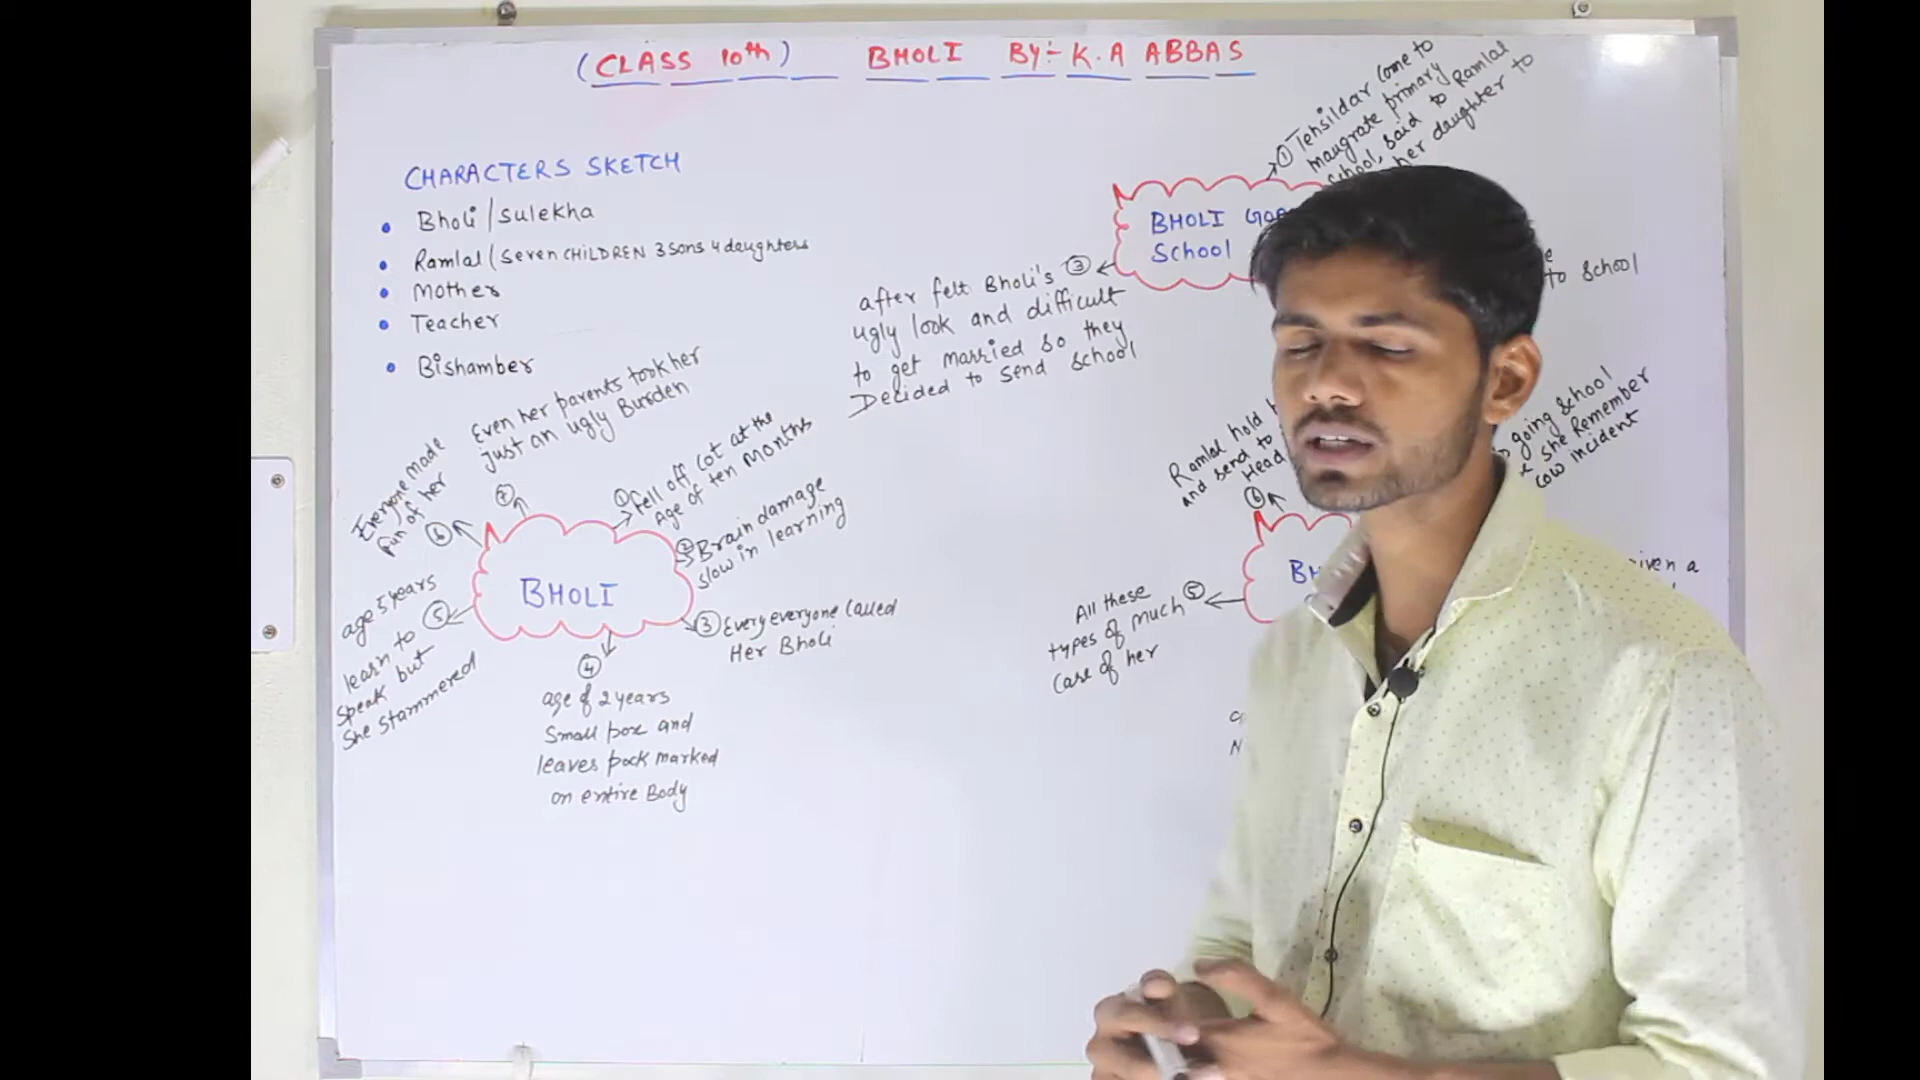 (CLASS 10th) BHOLI BY:- K.A ABBAS
CHARACTERS SKETCH
Bholi/Sulekha
Ramlal (Seven CHILDREN 3 sons 4 daughters
Mother
Teacher
Bishamber
BHOLI
① Fell off cot at the
Age of ten Months
② Brain damage
slow in learning
③ Every everyone called
Her Bholi
④
age of 2 years
Small pox and
leaves pock marked
on entire Body
⑤
age 5 years
learn to
speak but
She stammered
⑥
Everyone made
fun of her
⑦
Even her parents took her
just an ugly Burden
BHOLI
School
① Tehsildar come to
maugrate primary
School, said to Ramlal
her daughter to
to school
③
after felt Bholi's
ugly look and difficult
to get married so they
Decided to send school
going school
she Remember
cow incident
Ramlal hold
and send to
Head
⑥
⑤
All these
types of much
case of her
a